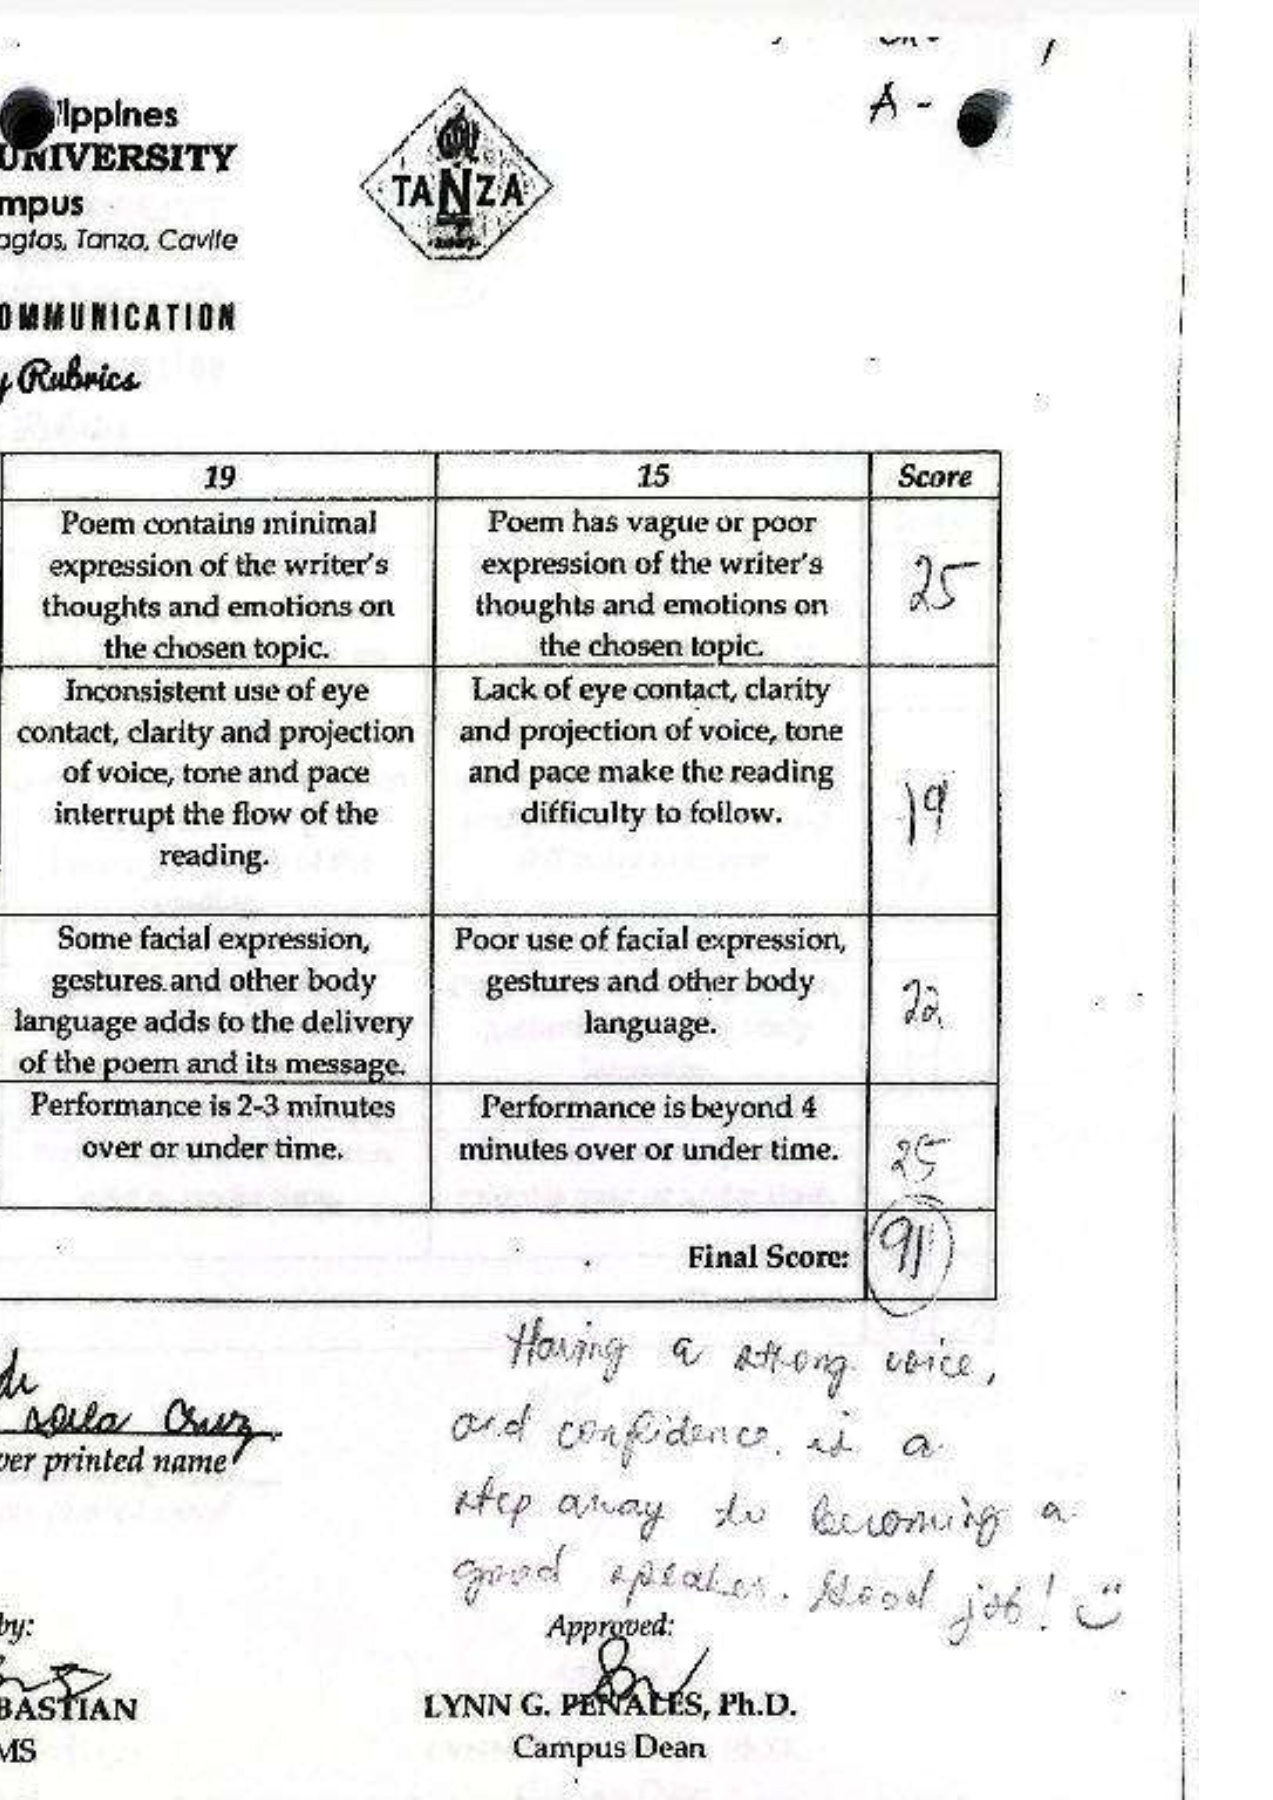 A -
ilippines
UNIVERSITY
mpus
agtas, Tanza, Cavite
TANZA
OMMUNICATION
y Rubrics
19 15 Score
Poem contains minimal
expression of the writer's
thoughts and emotions on
the chosen topic.
Poem has vague or poor
expression of the writer's
thoughts and emotions on
the chosen topic.
25
Inconsistent use of eye
contact, clarity and projection
of voice, tone and pace
interrupt the flow of the
reading.
Lack of eye contact, clarity
and projection of voice, tone
and pace make the reading
difficulty to follow.
19
Some facial expression,
gestures and other body
language adds to the delivery
of the poem and its message.
Poor use of facial expression,
gestures and other body
language.
22
Performance is 2-3 minutes
over or under time.
Performance is beyond 4
minutes over or under time.
25
Final Score: 91
Having a strong voice,
and confidence is a
step away to becoming a
good speaker. Good job!
Cruz
ver printed name
by:
BASTIAN
MS
Approved:
LYNN G. PENALES, Ph.D.
Campus Dean